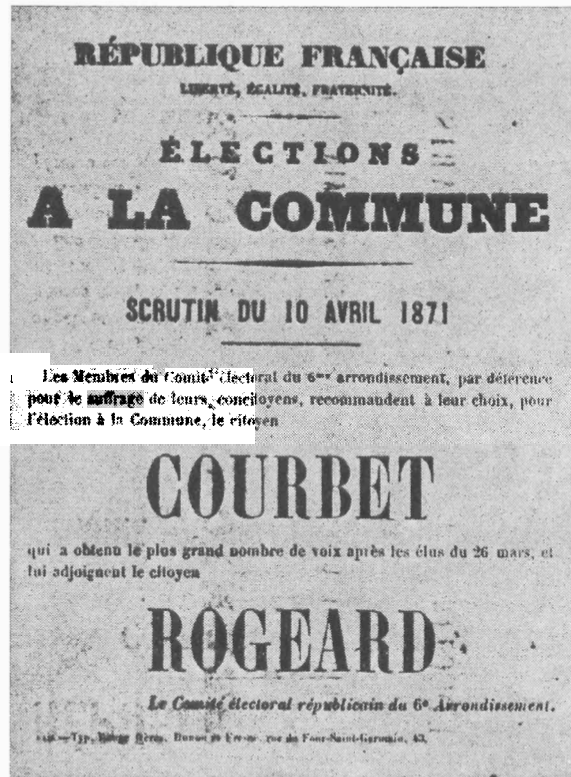 RÉPUBLIQUE FRANÇAISE
LIBERTÉ, ÉGALITÉ, FRATERNITÉ.
ÉLECTIONS
A LA COMMUNE
SCRUTIN DU 10 AVRIL 1871
Les Membres du Comité électoral du 6me arrondissement, par déférence
pour le suffrage de leurs concitoyens, recommandent à leur choix, pour
l'élection à la Commune, le citoyen
COURBET
qui a obtenu le plus grand nombre de voix après les élus du 26 mars, et
lui adjoignent le citoyen
ROGEARD
Le Comité électoral républicain du 6e Arrondissement.
Typ. rue du Four-Saint-Germain, 43.